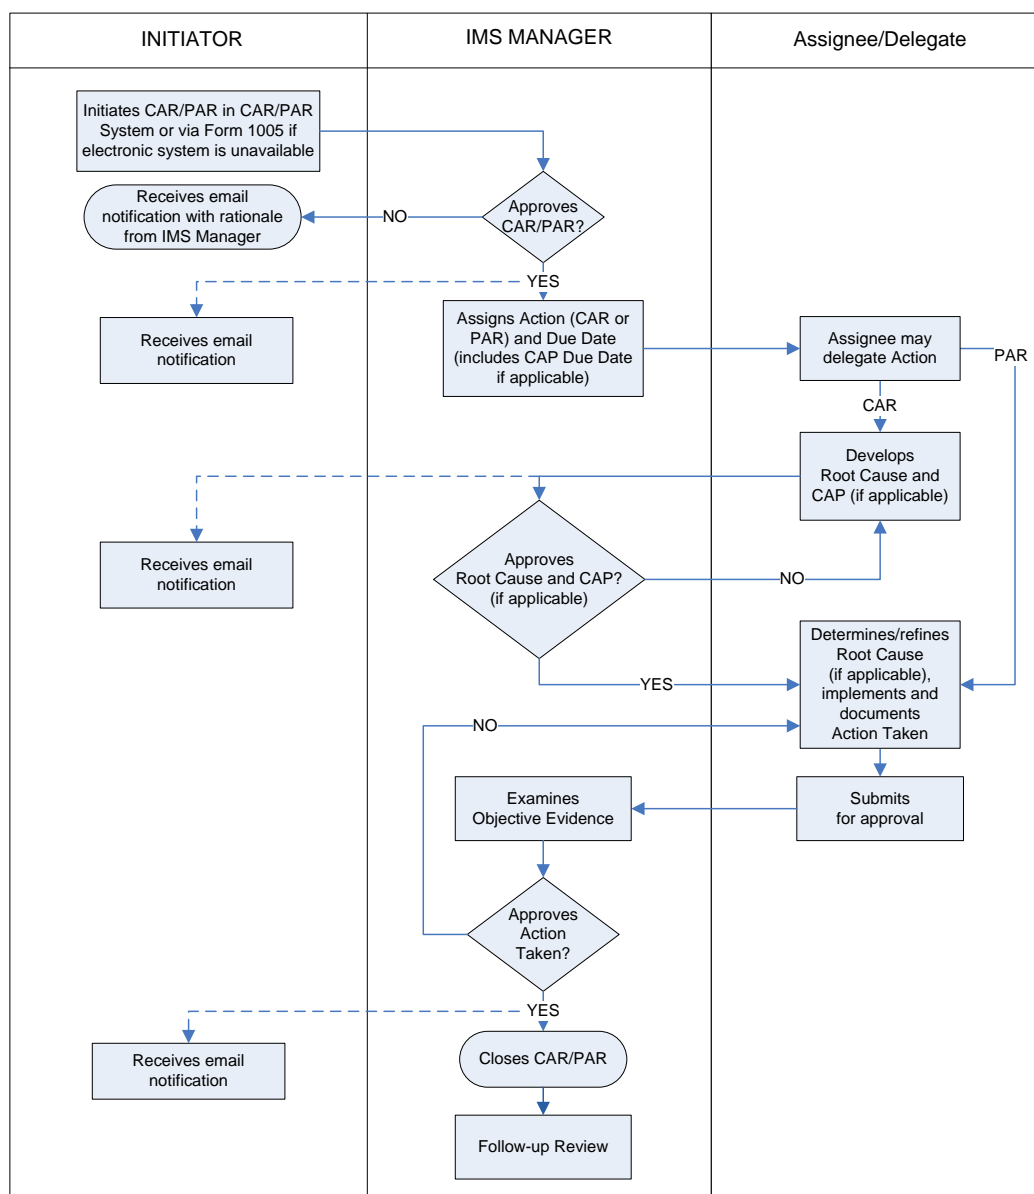 INITIATOR
IMS MANAGER
Assignee/Delegate
Initiates CAR/PAR in CAR/PAR
System or via Form 1005 if
electronic system is unavailable
Receives email
notification with rationale
from IMS Manager
NO
Approves
CAR/PAR?
YES
Receives email
notification
Assigns Action (CAR or
PAR) and Due Date
(includes CAP Due Date
if applicable)
Assignee may
delegate Action
PAR
CAR
Develops
Root Cause and
CAP (if applicable)
Receives email
notification
Approves
Root Cause and CAP?
(if applicable)
NO
YES
Determines/refines
Root Cause
(if applicable),
implements and
documents
Action Taken
NO
Examines
Objective Evidence
Submits
for approval
Approves
Action
Taken?
YES
Receives email
notification
Closes CAR/PAR
Follow-up Review